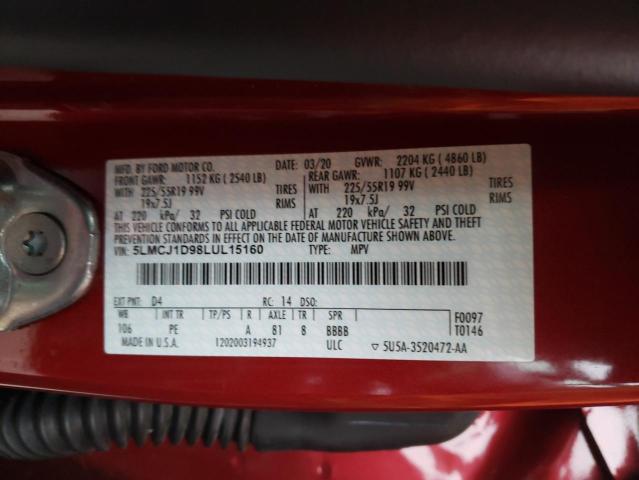 MFD. BY FORD MOTOR CO.
DATE: 03/20 GVWR: 2204 KG ( 4860 LB)
FRONT GAWR: 1152 KG ( 2540 LB)
REAR GAWR: 1107 KG ( 2440 LB)
WITH 225/55R19 99V TIRES
WITH 225/55R19 99V TIRES
19x7.5J RIMS
19x7.5J RIMS
AT 220 kPa/ 32 PSI COLD
AT 220 kPa/ 32 PSI COLD
THIS VEHICLE CONFORMS TO ALL APPLICABLE FEDERAL MOTOR VEHICLE SAFETY AND THEFT
PREVENTION STANDARDS IN EFFECT ON THE DATE OF MANUFACTURE SHOWN ABOVE.
VIN: 5LMCJ1D98LUL15160 TYPE: MPV
EXT PNT: D4 RC: 14 DSO:
WB INT TR TP/PS R AXLE TR SPR F0097
106 PE A 81 8 BBBB T0146
MADE IN U.S.A. 1202003194937 ULC ▽ 5U5A-3520472-AA